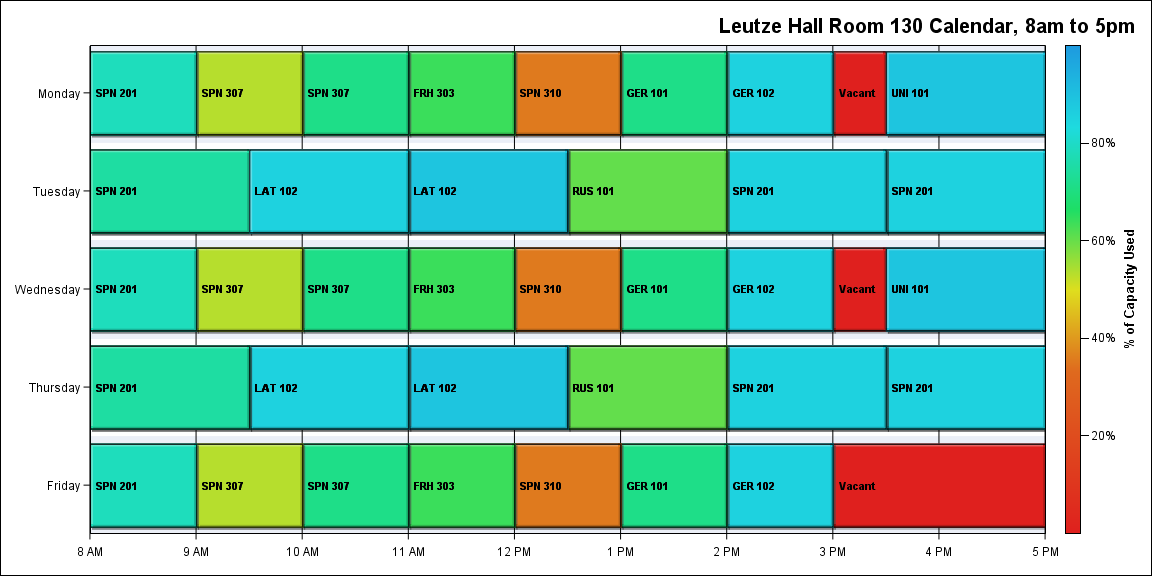 Leutze Hall Room 130 Calendar, 8am to 5pm
Monday
SPN 201
SPN 307
SPN 307
FRH 303
SPN 310
GER 101
GER 102
Vacant
UNI 101
Tuesday
SPN 201
LAT 102
LAT 102
RUS 101
SPN 201
SPN 201
Wednesday
SPN 201
SPN 307
SPN 307
FRH 303
SPN 310
GER 101
GER 102
Vacant
UNI 101
Thursday
SPN 201
LAT 102
LAT 102
RUS 101
SPN 201
SPN 201
Friday
SPN 201
SPN 307
SPN 307
FRH 303
SPN 310
GER 101
GER 102
Vacant
8 AM
9 AM
10 AM
11 AM
12 PM
1 PM
2 PM
3 PM
4 PM
5 PM
80%
60%
40%
20%
% of Capacity Used